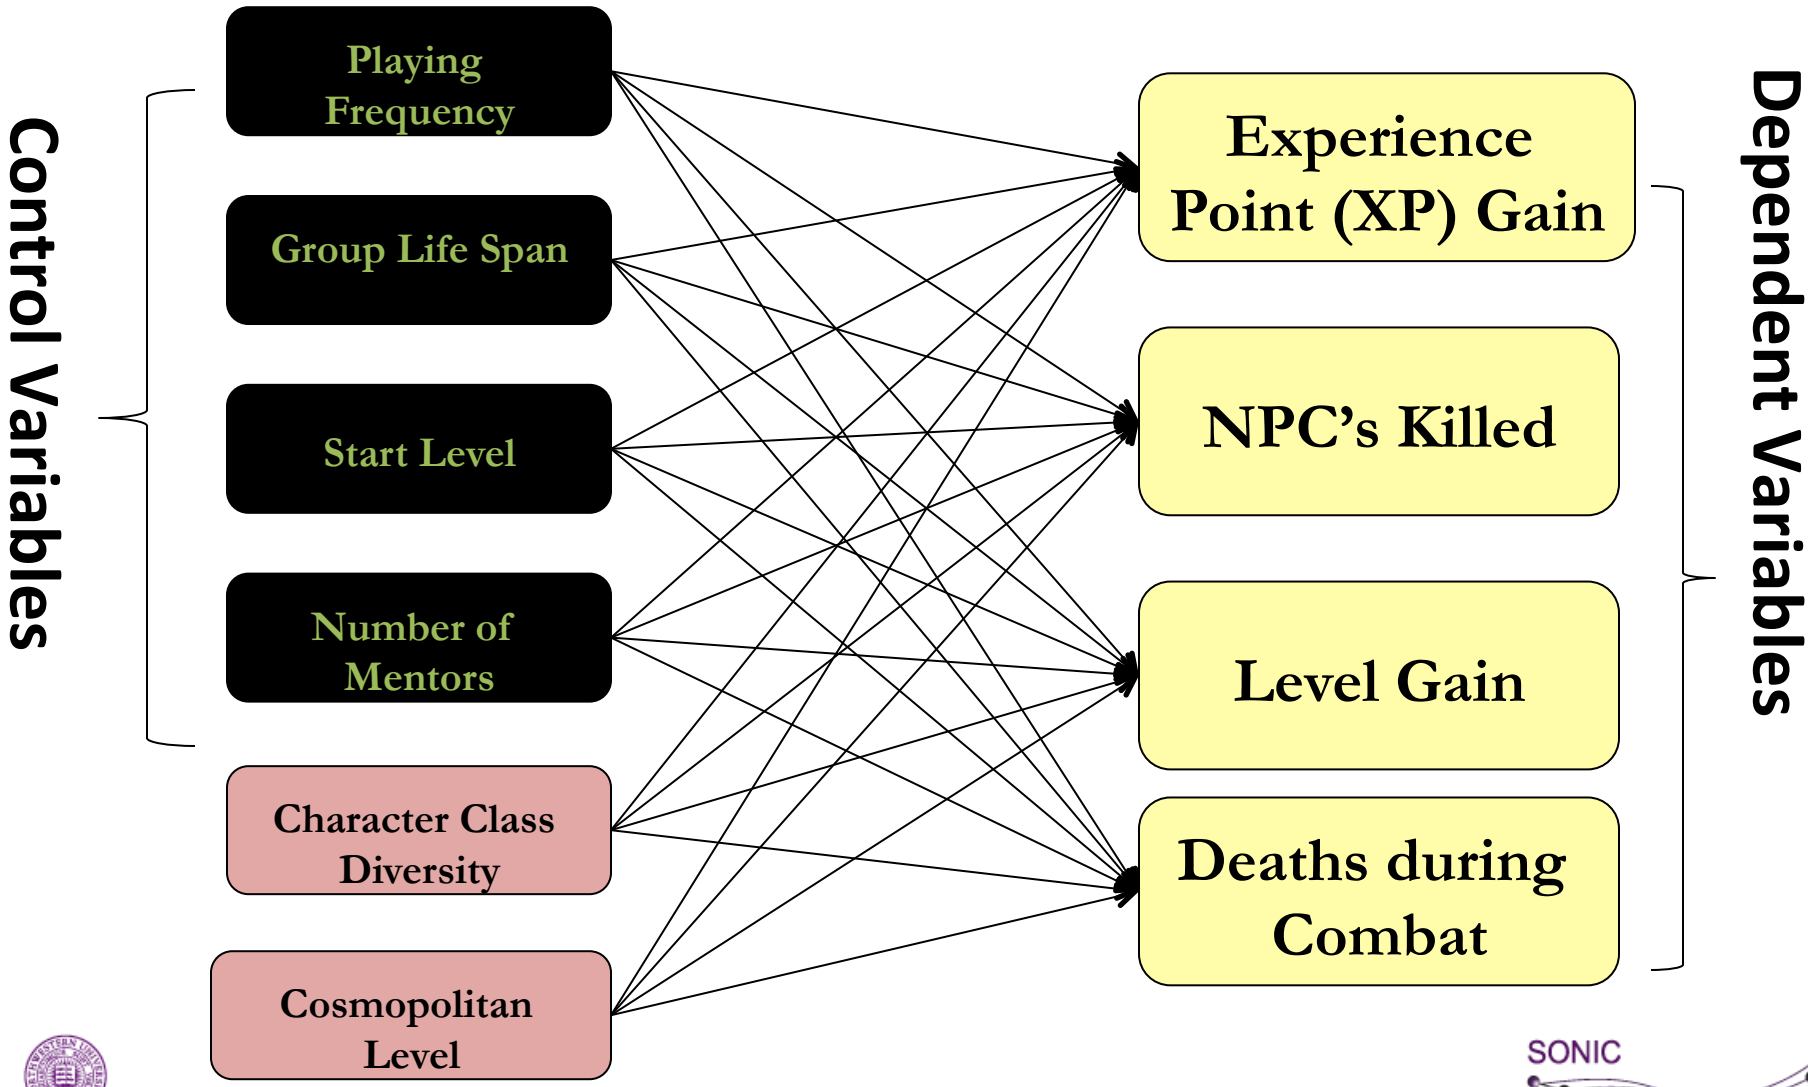 Control Variables
Playing
Frequency
Group Life Span
Start Level
Number of
Mentors
Character Class
Diversity
Cosmopolitan
Level
Experience
Point (XP) Gain
NPC’s Killed
Level Gain
Deaths during
Combat
Dependent Variables
SONIC